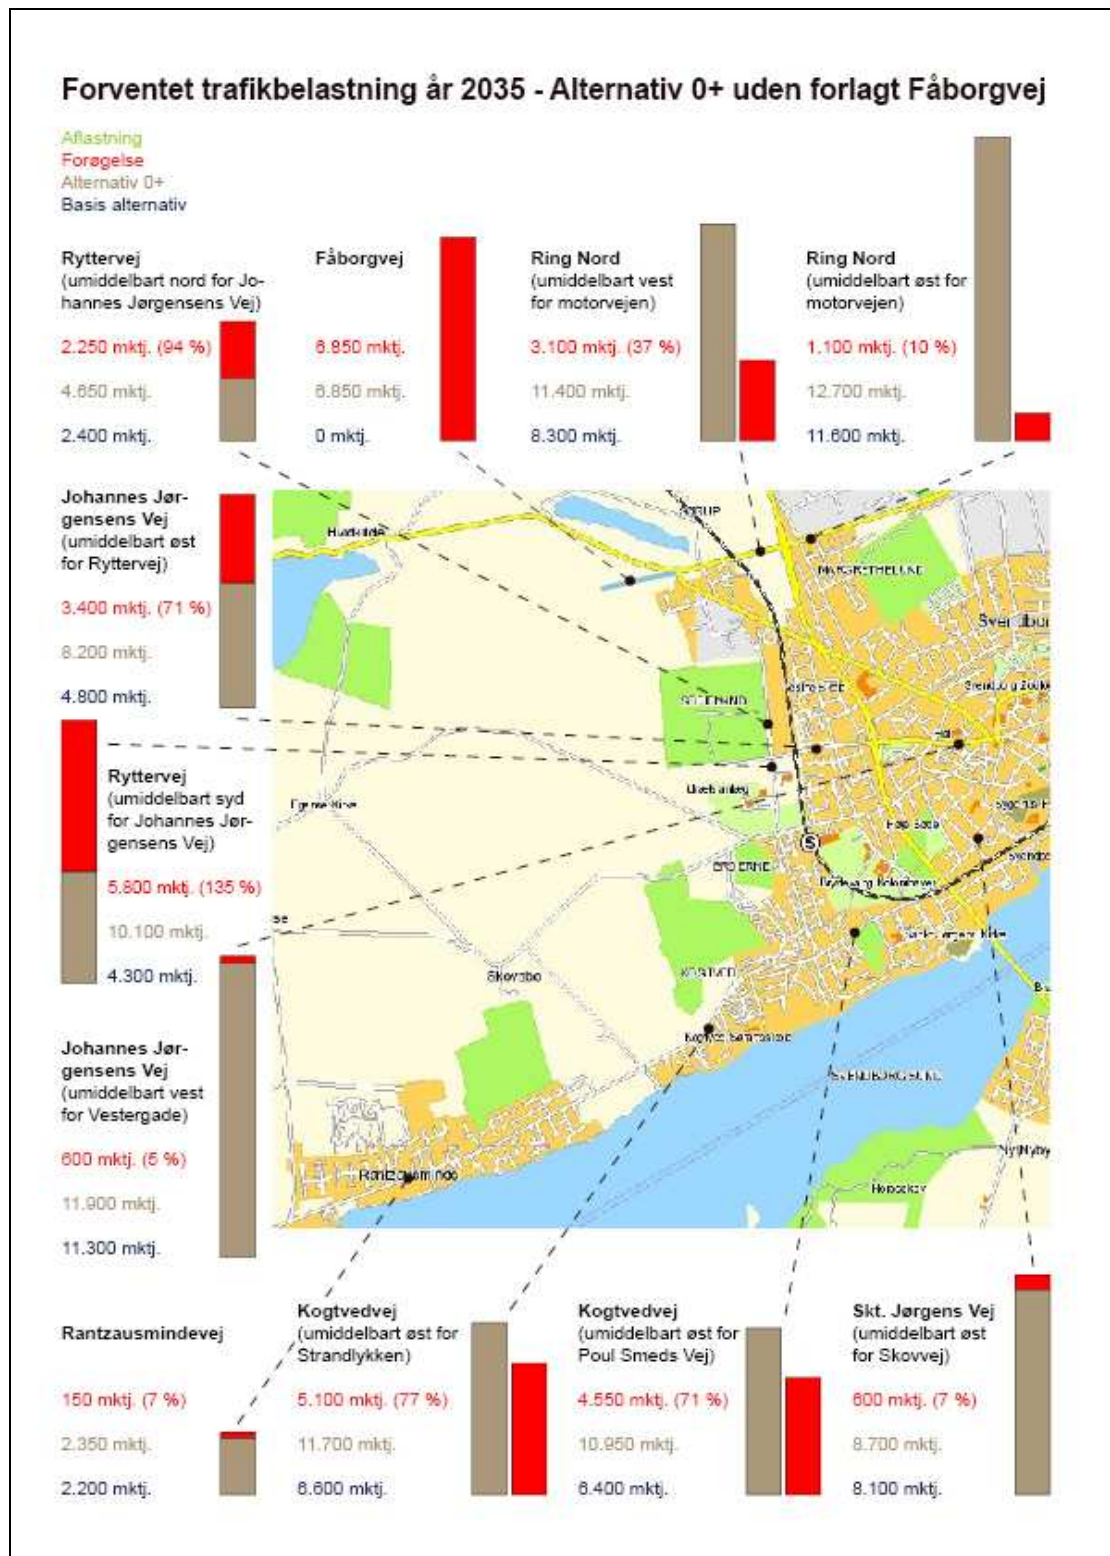 Forventet trafikbelastning år 2035 - Alternativ 0+ uden forlagt Fåborgvej
Aflastning
Forøgelse
Alternativ 0+
Basis alternativ
Ryttervej
(umiddelbart nord for Jo-
hannes Jørgensens Vej)
2.250 mktj. (94 %)
4.650 mktj.
2.400 mktj.
Fåborgvej
6.850 mktj.
6.850 mktj.
0 mktj.
Ring Nord
(umiddelbart vest
for motorvejen)
3.100 mktj. (37 %)
11.400 mktj.
8.300 mktj.
Ring Nord
(umiddelbart øst for
motorvejen)
1.100 mktj. (10 %)
12.700 mktj.
11.600 mktj.
Johannes Jør-
gensens Vej
(umiddelbart øst
for Ryttervej)
3.400 mktj. (71 %)
8.200 mktj.
4.800 mktj.
Ryttervej
(umiddelbart syd
for Johannes Jør-
gensens Vej)
5.800 mktj. (135 %)
10.100 mktj.
4.300 mktj.
Johannes Jør-
gensens Vej
(umiddelbart vest
for Vestergade)
600 mktj. (5 %)
11.900 mktj.
11.300 mktj.
Hvidkilde
MARGRETHELUND
Svendbor
Egense Kirke
Skovsbo
Rantzausminde
SVENDBORG SUND
Rantzausmindevej
150 mktj. (7 %)
2.350 mktj.
2.200 mktj.
Kogtvedvej
(umiddelbart øst for
Strandlykken)
5.100 mktj. (77 %)
11.700 mktj.
6.600 mktj.
Kogtvedvej
(umiddelbart øst for
Poul Smeds Vej)
4.550 mktj. (71 %)
10.950 mktj.
6.400 mktj.
Skt. Jørgens Vej
(umiddelbart øst
for Skovvej)
600 mktj. (7 %)
8.700 mktj.
8.100 mktj.